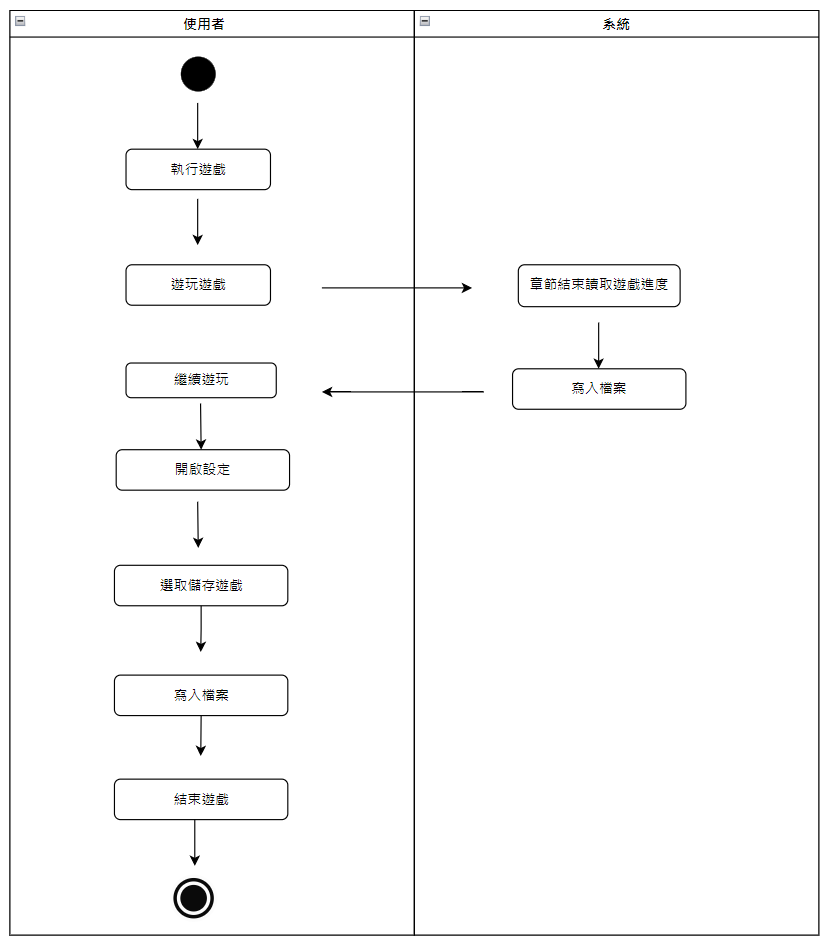 使用者
系統
執行遊戲
遊玩遊戲
章節結束讀取遊戲進度
繼續遊玩
寫入檔案
開啟設定
選取儲存遊戲
寫入檔案
結束遊戲